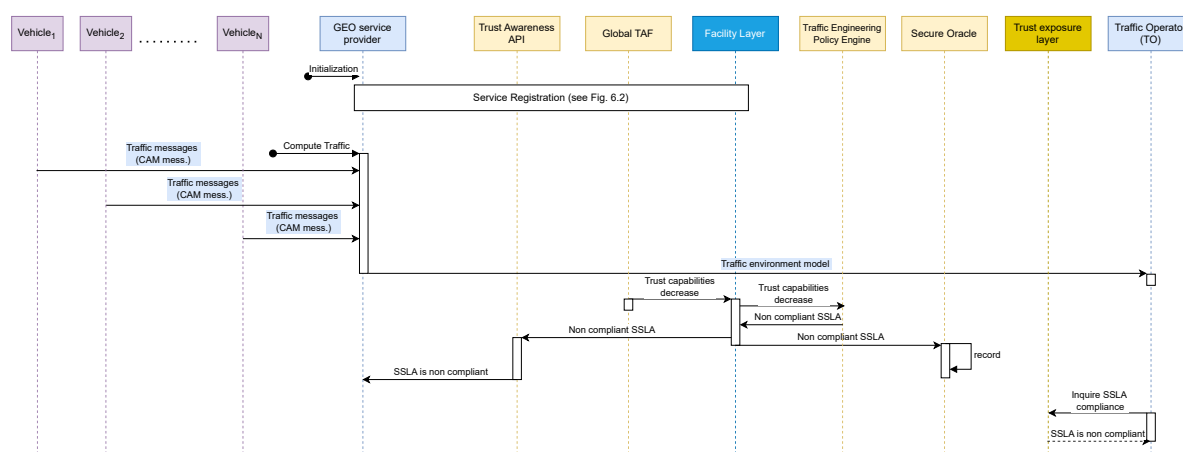 Vehicle1
Vehicle2
.........
VehicleN
GEO service
provider
Trust Awareness
API
Global TAF
Facility Layer
Traffic Engineering
Policy Engine
Secure Oracle
Trust exposure
layer
Traffic Operator
(TO)
Initialization
Service Registration (see Fig. 6.2)
Compute Traffic
Traffic messages
(CAM mess.)
Traffic messages
(CAM mess.)
Traffic messages
(CAM mess.)
Traffic environment model
Trust capabilities
decrease
Trust capabilities
decrease
Non compliant SSLA
Non compliant SSLA
Non compliant SSLA
record
SSLA is non compliant
Inquire SSLA
compliance
SSLA is non compliant